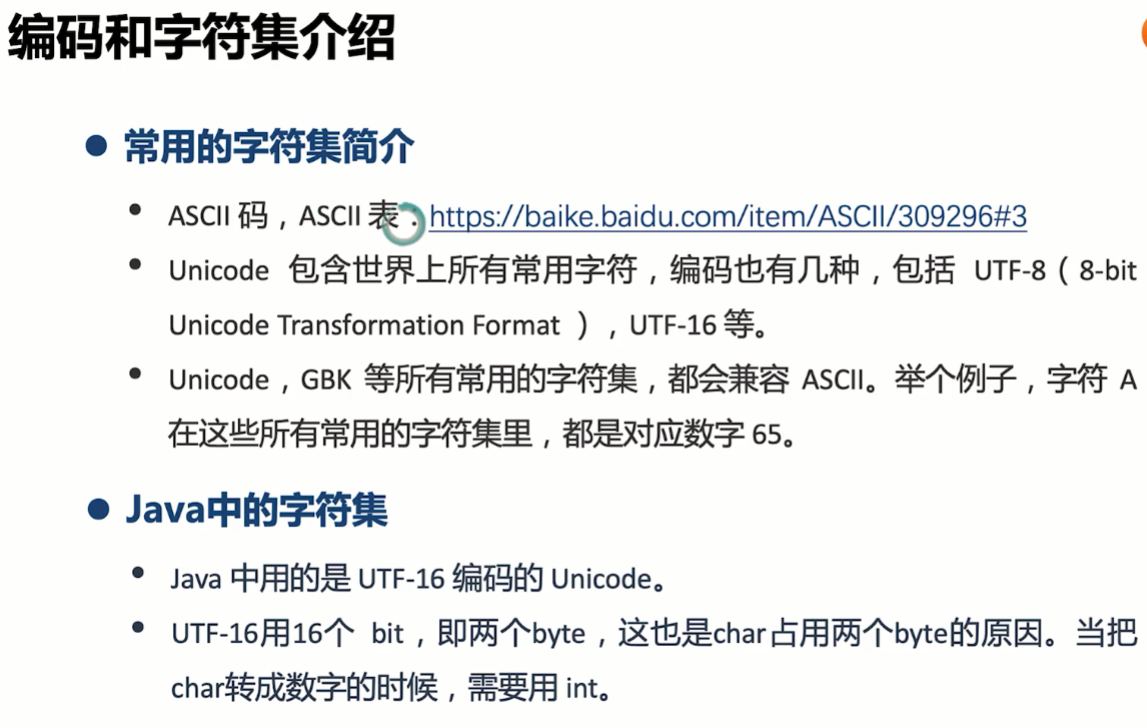 编码和字符集介绍
常用的字符集简介
ASCII 码，ASCII 表：https://baike.baidu.com/item/ASCII/309296#3
Unicode 包含世界上所有常用字符，编码也有几种，包括 UTF-8（8-bit
Unicode Transformation Format ），UTF-16 等。
Unicode，GBK 等所有常用的字符集，都会兼容 ASCII。举个例子，字符 A
在这些所有常用的字符集里，都是对应数字 65。
Java中的字符集
Java 中用的是 UTF-16 编码的 Unicode。
UTF-16用16个 bit，即两个byte，这也是char占用两个byte的原因。当把
char转成数字的时候，需要用 int。